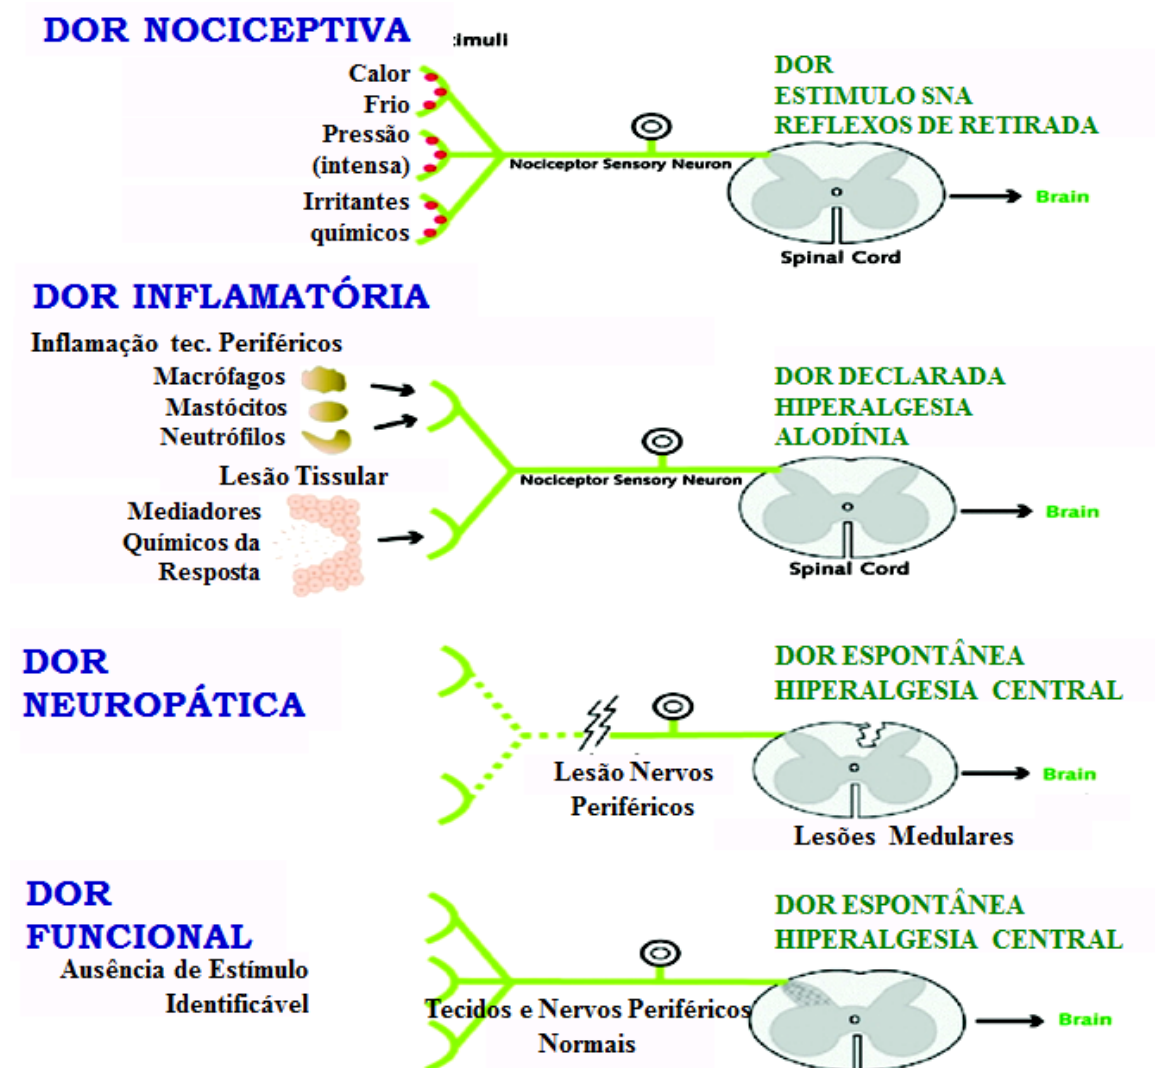 DOR NOCICEPTIVA
timuli
Calor
Frio
Pressão
(intensa)
Irritantes
químicos
Nociceptor Sensory Neuron
DOR
ESTIMULO SNA
REFLEXOS DE RETIRADA
Brain
Spinal Cord
DOR INFLAMATÓRIA
Inflamação tec. Periféricos
Macrófagos
Mastócitos
Neutrófilos
Lesão Tissular
Mediadores
Químicos da
Resposta
Nociceptor Sensory Neuron
DOR DECLARADA
HIPERALGESIA
ALODÍNIA
Brain
Spinal Cord
DOR
NEUROPÁTICA
Lesão Nervos
Periféricos
DOR ESPONTÂNEA
HIPERALGESIA CENTRAL
Brain
Lesões Medulares
DOR
FUNCIONAL
Ausência de Estímulo
Identificável
Tecidos e Nervos Periféricos
Normais
DOR ESPONTÂNEA
HIPERALGESIA CENTRAL
Brain